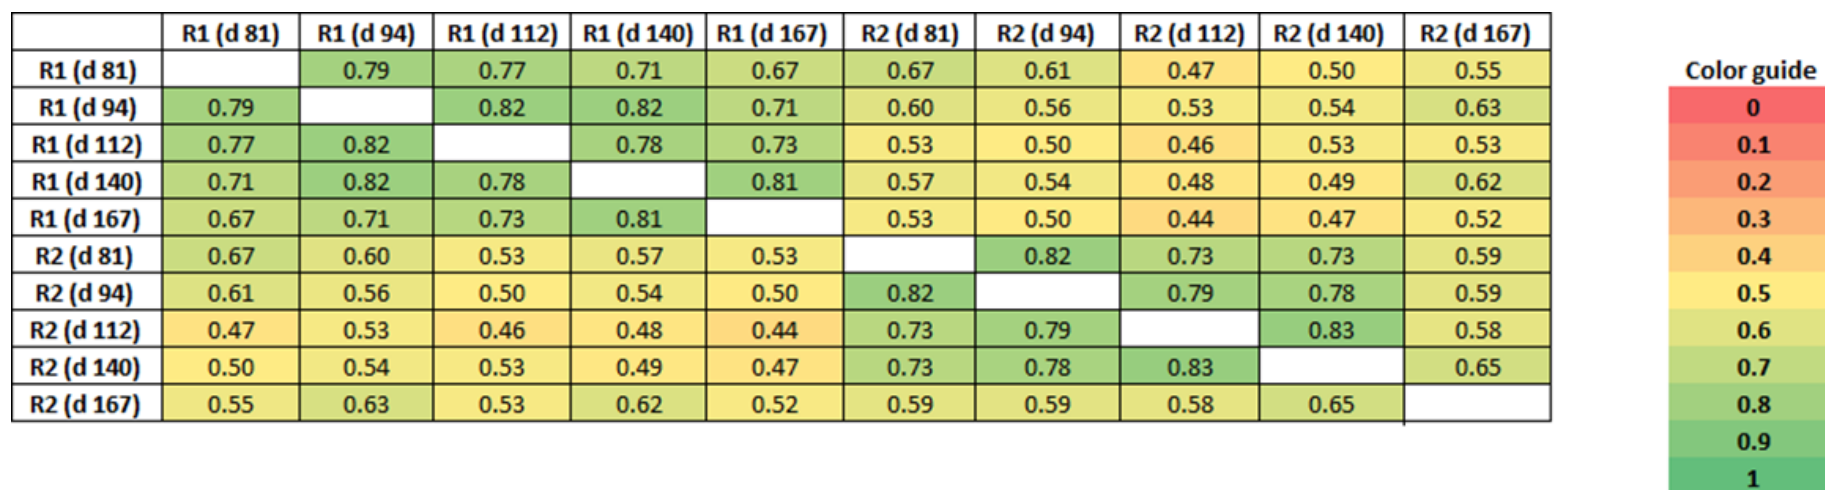 R1 (d 81) R1 (d 94) R1 (d 112) R1 (d 140) R1 (d 167) R2 (d 81) R2 (d 94) R2 (d 112) R2 (d 140) R2 (d 167)
R1 (d 81) 0.79 0.77 0.71 0.67 0.67 0.61 0.47 0.50 0.55
R1 (d 94) 0.79 0.82 0.82 0.71 0.60 0.56 0.53 0.54 0.63
R1 (d 112) 0.77 0.82 0.78 0.73 0.53 0.50 0.46 0.53 0.53
R1 (d 140) 0.71 0.82 0.78 0.81 0.57 0.54 0.48 0.49 0.62
R1 (d 167) 0.67 0.71 0.73 0.81 0.53 0.50 0.44 0.47 0.52
R2 (d 81) 0.67 0.60 0.53 0.57 0.53 0.82 0.73 0.73 0.59
R2 (d 94) 0.61 0.56 0.50 0.54 0.50 0.82 0.79 0.78 0.59
R2 (d 112) 0.47 0.53 0.46 0.48 0.44 0.73 0.79 0.83 0.58
R2 (d 140) 0.50 0.54 0.53 0.49 0.47 0.73 0.78 0.83 0.65
R2 (d 167) 0.55 0.63 0.53 0.62 0.52 0.59 0.59 0.58 0.65
Color guide
0
0.1
0.2
0.3
0.4
0.5
0.6
0.7
0.8
0.9
1